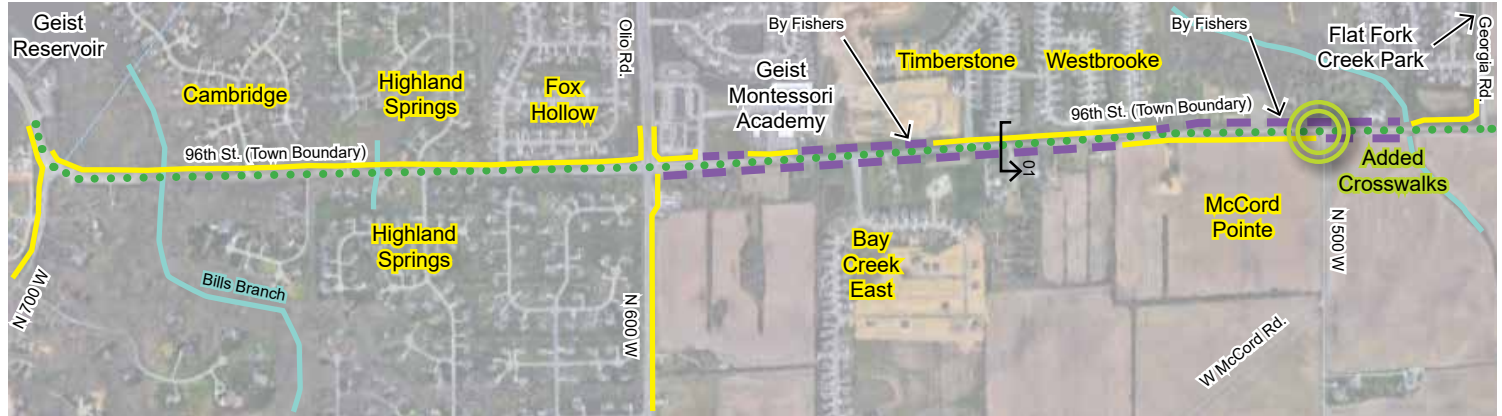 Geist
Reservoir
Cambridge
Highland
Springs
Fox
Hollow
Olio Rd.
By Fishers
Geist
Montessori
Academy
Timberstone
Westbrooke
By Fishers
Flat Fork
Creek Park
Georgia Rd
96th St. (Town Boundary)
96th St. (Town Boundary)
01
Added
Crosswalks
Highland
Springs
Bay
Creek
East
McCord
Pointe
N 500 W
Bills Branch
N 700 W
N 600 W
W McCord Rd.